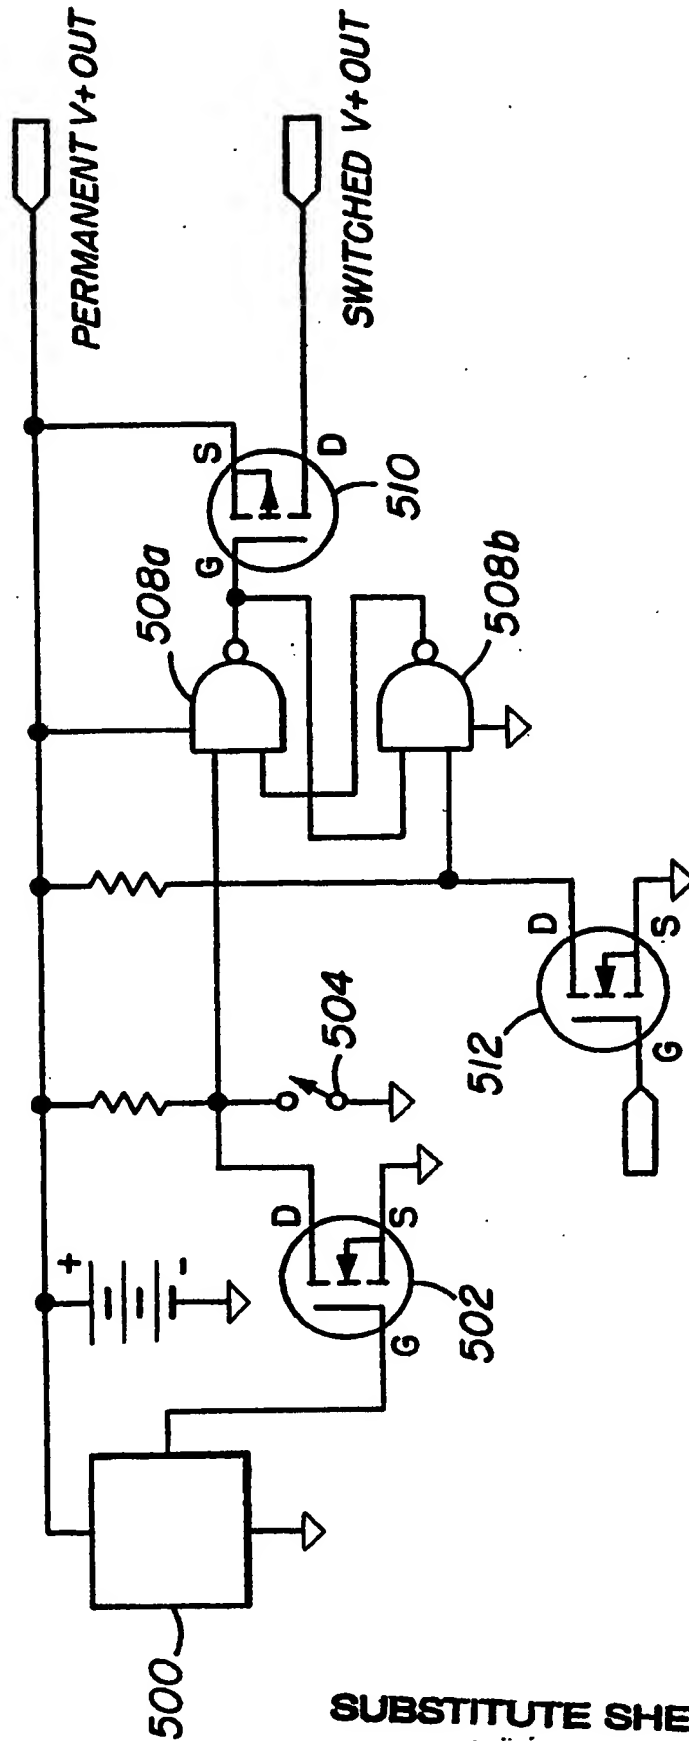 PERMANENT V+ OUT
SWITCHED V+ OUT
S
D
G
510
508a
508b
D
S
G
512
504
+
-
D
S
G
502
500
SUBSTITUTE SHE